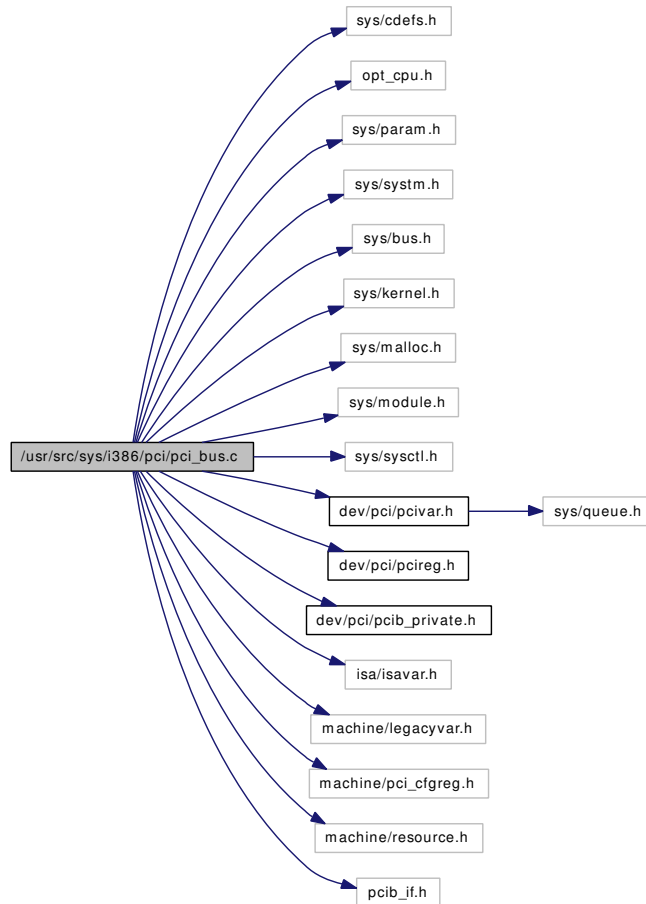 sys/cdefs.h
opt_cpu.h
sys/param.h
sys/systm.h
sys/bus.h
sys/kernel.h
sys/malloc.h
sys/module.h
/usr/src/sys/i386/pci/pci_bus.c
sys/sysctl.h
dev/pci/pcivar.h
sys/queue.h
dev/pci/pcireg.h
dev/pci/pcib_private.h
isa/isavar.h
machine/legacyvar.h
machine/pci_cfgreg.h
machine/resource.h
pcib_if.h